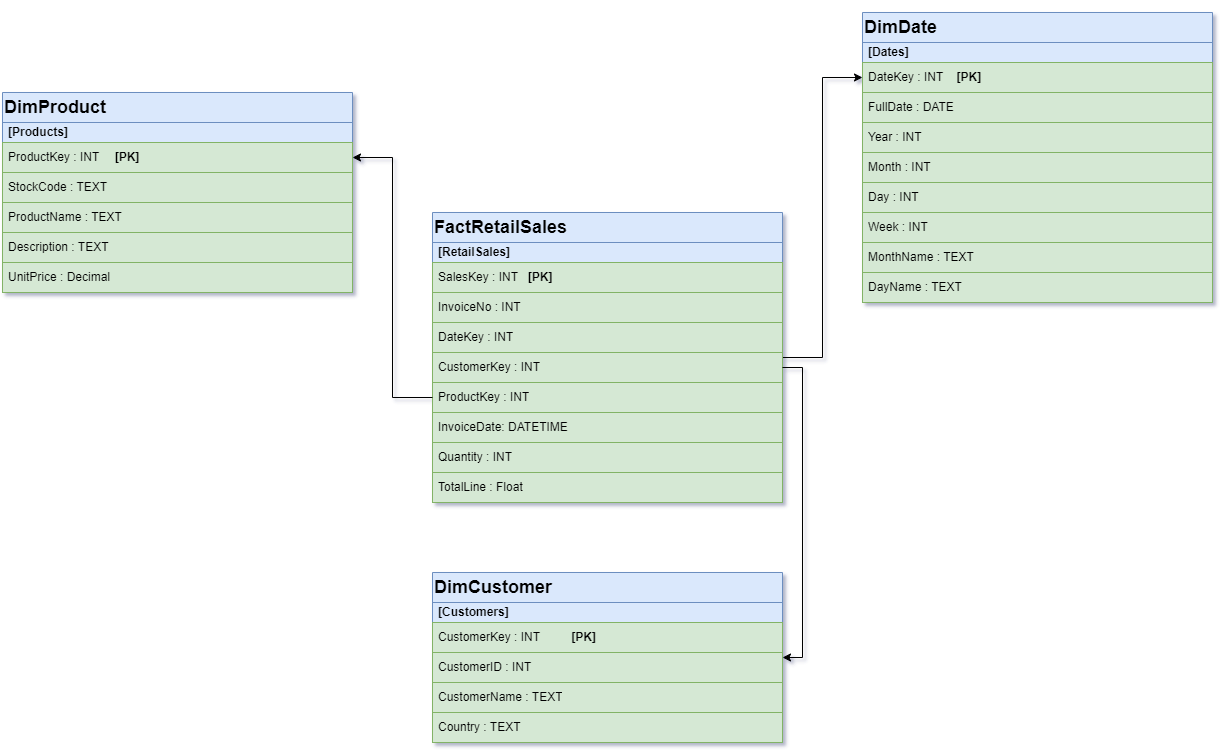 DimProduct
[Products]
ProductKey : INT [PK]
StockCode : TEXT
ProductName : TEXT
Description : TEXT
UnitPrice : Decimal
FactRetailSales
[RetailSales]
SalesKey : INT [PK]
InvoiceNo : INT
DateKey : INT
CustomerKey : INT
ProductKey : INT
InvoiceDate: DATETIME
Quantity : INT
TotalLine : Float
DimDate
[Dates]
DateKey : INT [PK]
FullDate : DATE
Year : INT
Month : INT
Day : INT
Week : INT
MonthName : TEXT
DayName : TEXT
DimCustomer
[Customers]
CustomerKey : INT [PK]
CustomerID : INT
CustomerName : TEXT
Country : TEXT